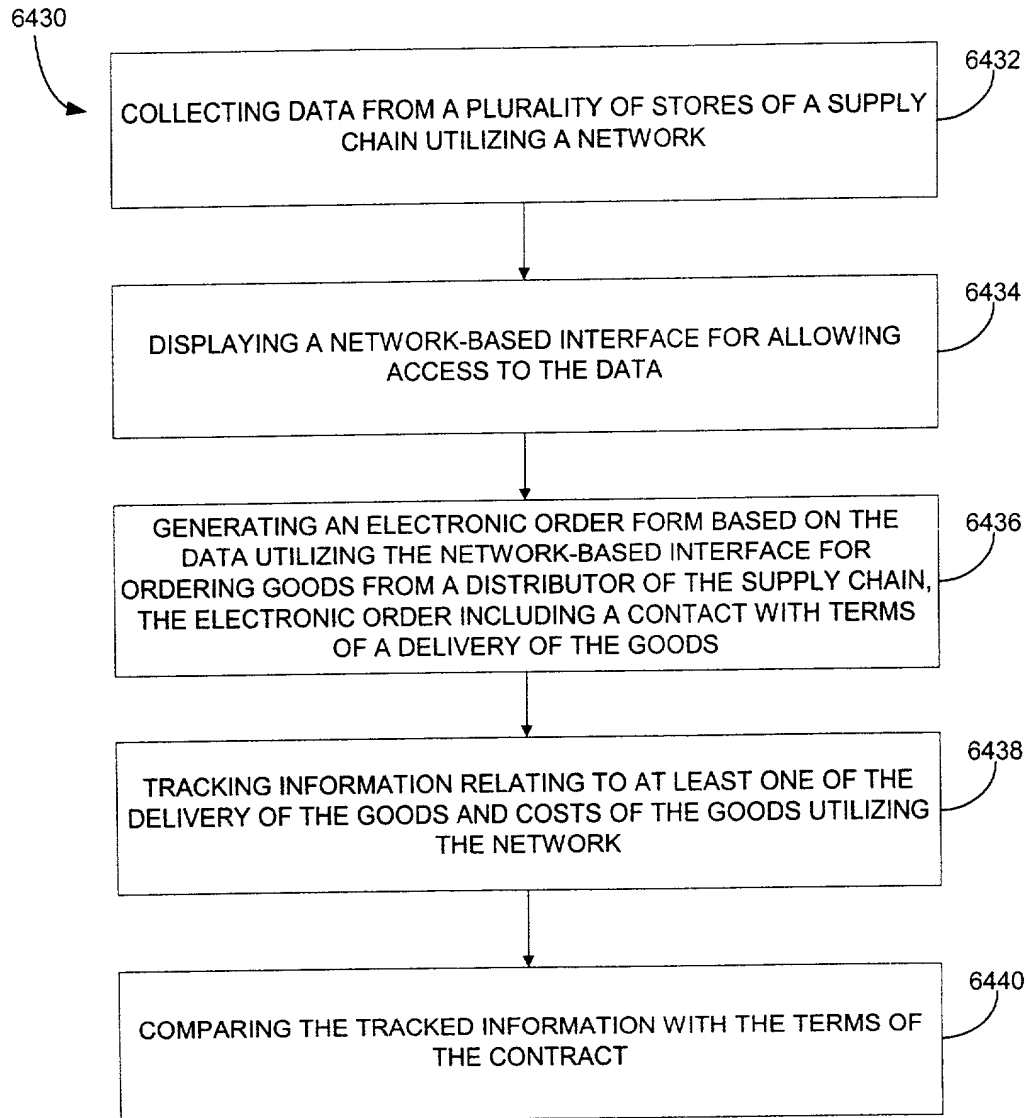 6430
6432
COLLECTING DATA FROM A PLURALITY OF STORES OF A SUPPLY
CHAIN UTILIZING A NETWORK
6434
DISPLAYING A NETWORK-BASED INTERFACE FOR ALLOWING
ACCESS TO THE DATA
6436
GENERATING AN ELECTRONIC ORDER FORM BASED ON THE
DATA UTILIZING THE NETWORK-BASED INTERFACE FOR
ORDERING GOODS FROM A DISTRIBUTOR OF THE SUPPLY CHAIN,
THE ELECTRONIC ORDER INCLUDING A CONTACT WITH TERMS
OF A DELIVERY OF THE GOODS
6438
TRACKING INFORMATION RELATING TO AT LEAST ONE OF THE
DELIVERY OF THE GOODS AND COSTS OF THE GOODS UTILIZING
THE NETWORK
6440
COMPARING THE TRACKED INFORMATION WITH THE TERMS OF
THE CONTRACT